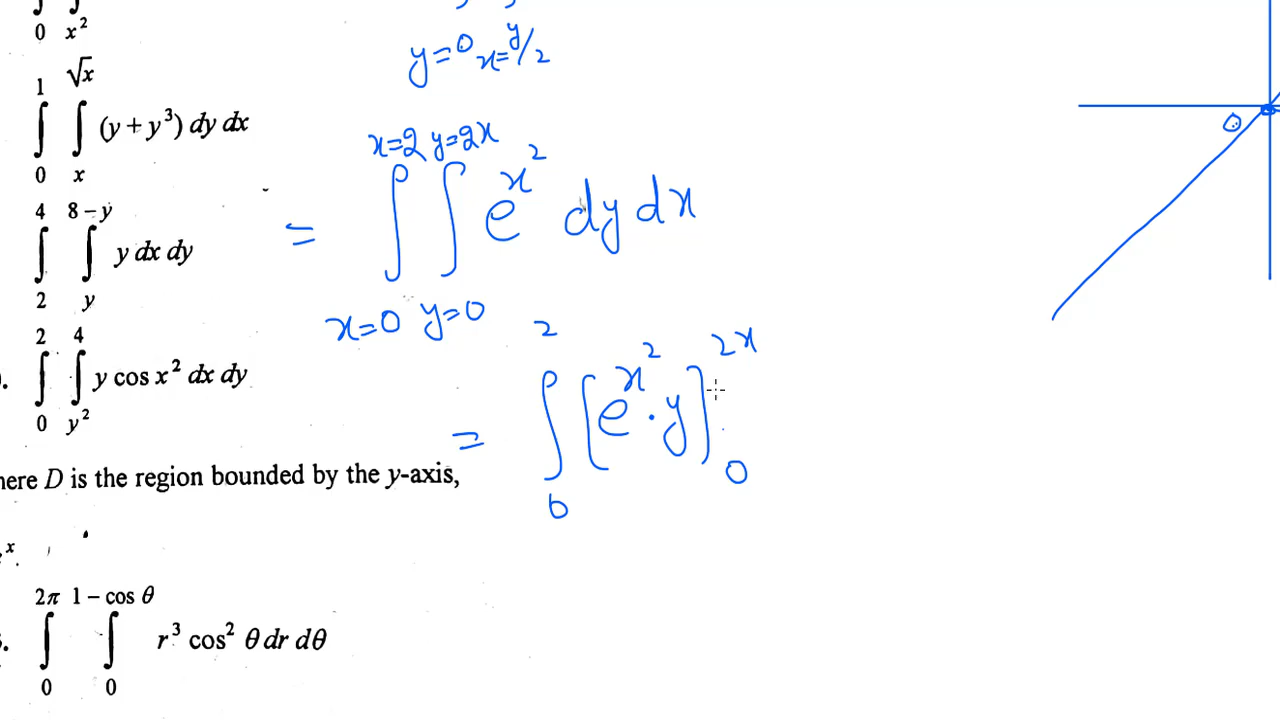 0 x²
y=0 x=y/2
1 √x
∫ ∫ (y + y³) dy dx
0 x
x=2 y=2x
= ∫ ∫ e^x² dy dx
x=0 y=0
4 8 – y
∫ ∫ y dx dy
2 y
2 4
∫ ∫ y cos x² dx dy
0 y²
2 2x
= ∫ [e^x² · y]
0 0
here D is the region bounded by the y-axis,
x.
2π 1 – cos θ
∫ ∫ r³ cos² θ dr dθ
0 0
0